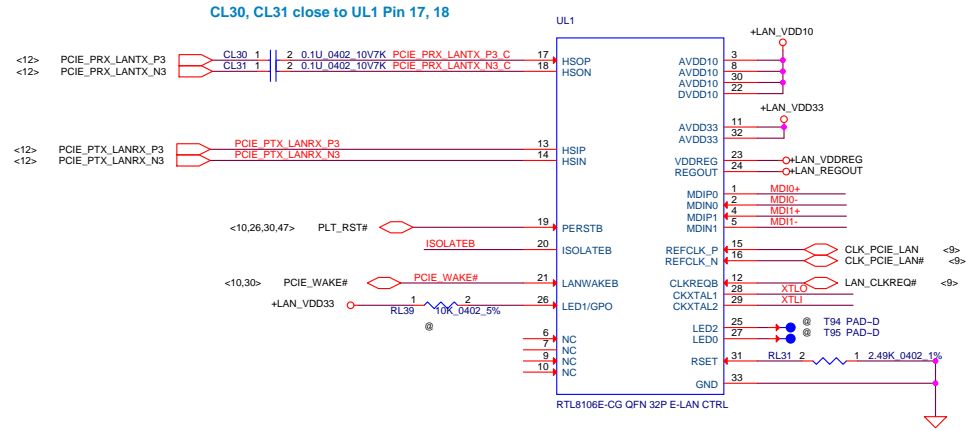 CL30, CL31 close to UL1 Pin 17, 18
UL1
+LAN_VDD10
<12> PCIE_PRX_LANTX_P3 CL30 1 2 0.1U_0402_10V7K PCIE_PRX_LANTX_P3_C 17 HSOP
<12> PCIE_PRX_LANTX_N3 CL31 1 2 0.1U_0402_10V7K PCIE_PRX_LANTX_N3_C 18 HSON
AVDD10 3
AVDD10 8
AVDD10 30
DVDD10 22
+LAN_VDD33
AVDD33 11
AVDD33 32
<12> PCIE_PTX_LANRX_P3 PCIE_PTX_LANRX_P3 13 HSIP
<12> PCIE_PTX_LANRX_N3 PCIE_PTX_LANRX_N3 14 HSIN
VDDREG 23 +LAN_VDDREG
REGOUT 24 +LAN_REGOUT
MDIP0 1 MDI0+
MDIN0 2 MDI0-
MDIP1 4 MDI1+
MDIN1 5 MDI1-
<10,26,30,47> PLT_RST# 19 PERSTB
ISOLATEB 20 ISOLATEB
REFCLK_P 15 CLK_PCIE_LAN <9>
REFCLK_N 16 CLK_PCIE_LAN# <9>
<10,30> PCIE_WAKE# PCIE_WAKE# 21 LANWAKEB
CLKREQB 12 LAN_CLKREQ# <9>
CKXTAL1 28 XTLO
CKXTAL2 29 XTLI
+LAN_VDD33 RL39 1 2 10K_0402_5% 26 LED1/GPO
@
LED2 25 @ T94 PAD~D
LED0 27 @ T95 PAD~D
6 NC
7 NC
9 NC
10 NC
RSET 31 RL31 2 1 2.49K_0402_1%
GND 33
RTL8106E-CG QFN 32P E-LAN CTRL